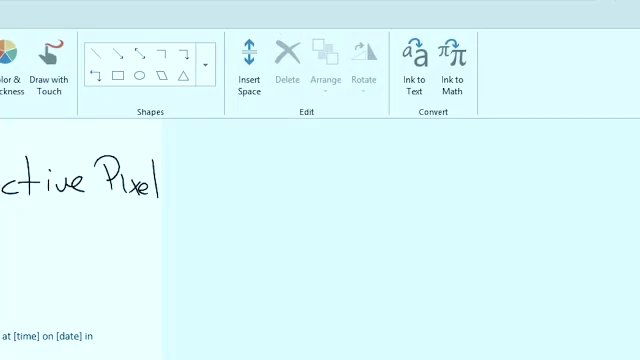 olor & ickness
Draw with Touch
Shapes
Insert Space
Delete
Arrange
Rotate
Edit
Ink to Text
Ink to Math
Convert
ctive Pixel
at [time] on [date] in